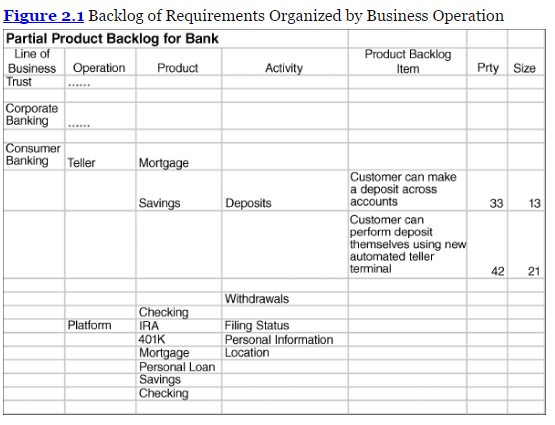 Figure 2.1 Backlog of Requirements Organized by Business Operation
Partial Product Backlog for Bank
Line of Business Operation Product Activity Product Backlog Item Prty Size
Trust ......
Corporate
Banking ......
Consumer
Banking Teller Mortgage
Customer can make
a deposit across
Savings Deposits accounts 33 13
Customer can
perform deposit
themselves using new
automated teller
terminal 42 21
Withdrawals
Checking
Platform IRA Filing Status
401K Personal Information
Mortgage Location
Personal Loan
Savings
Checking